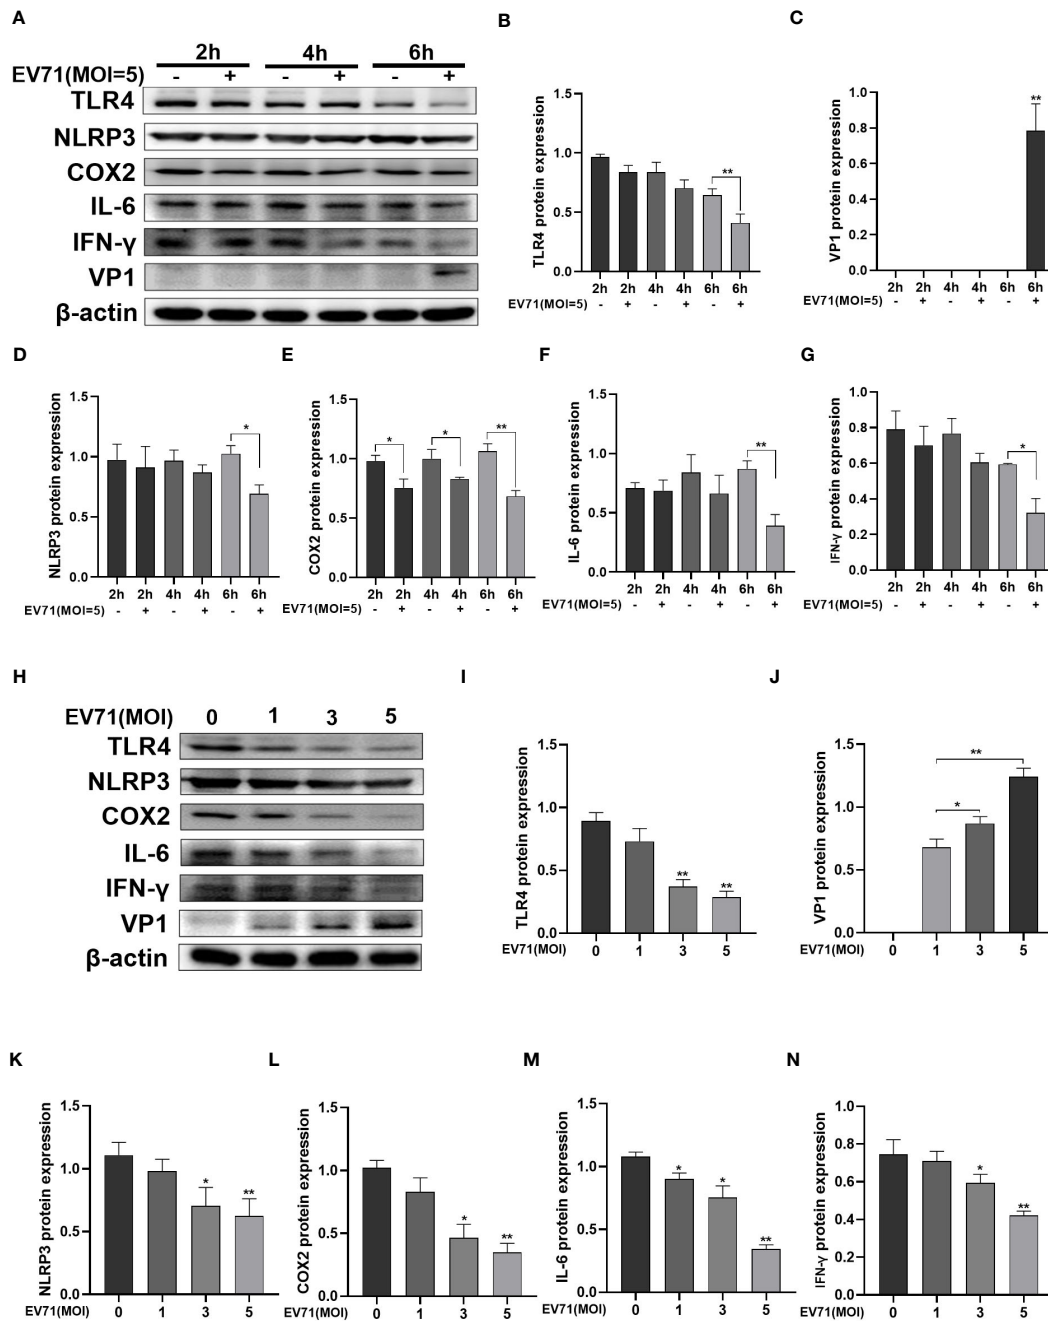 A
2h 4h 6h
EV71(MOI=5) - + - + - +
TLR4
NLRP3
COX2
IL-6
IFN-γ
VP1
β-actin
B
TLR4 protein expression
1.5
1.0
0.5
0.0
**
2h 2h 4h 4h 6h 6h
EV71(MOI=5) - + - + - +
C
VP1 protein expression
1.0
0.8
0.6
0.4
0.2
0.0
**
2h 2h 4h 4h 6h 6h
EV71(MOI=5) - + - + - +
D
NLRP3 protein expression
1.5
1.0
0.5
0.0
*
2h 2h 4h 4h 6h 6h
EV71(MOI=5) - + - + - +
E
COX2 protein expression
1.5
1.0
0.5
0.0
* * **
2h 2h 4h 4h 6h 6h
EV71(MOI=5) - + - + - +
F
IL-6 protein expression
1.5
1.0
0.5
0.0
**
2h 2h 4h 4h 6h 6h
EV71(MOI=5) - + - + - +
G
IFN-γ protein expression
1.0
0.8
0.6
0.4
0.2
0.0
*
2h 2h 4h 4h 6h 6h
EV71(MOI=5) - + - + - +
H
EV71(MOI) 0 1 3 5
TLR4
NLRP3
COX2
IL-6
IFN-γ
VP1
β-actin
I
TLR4 protein expression
1.5
1.0
0.5
0.0
** **
EV71(MOI) 0 1 3 5
J
VP1 protein expression
1.5
1.0
0.5
0.0
**
*
EV71(MOI) 0 1 3 5
K
NLRP3 protein expression
1.5
1.0
0.5
0.0
* **
EV71(MOI) 0 1 3 5
L
COX2 protein expression
1.5
1.0
0.5
0.0
* **
EV71(MOI) 0 1 3 5
M
IL-6 protein expression
1.5
1.0
0.5
0.0
* * **
EV71(MOI) 0 1 3 5
N
IFN-γ protein expression
1.0
0.8
0.6
0.4
0.2
0.0
* **
EV71(MOI) 0 1 3 5